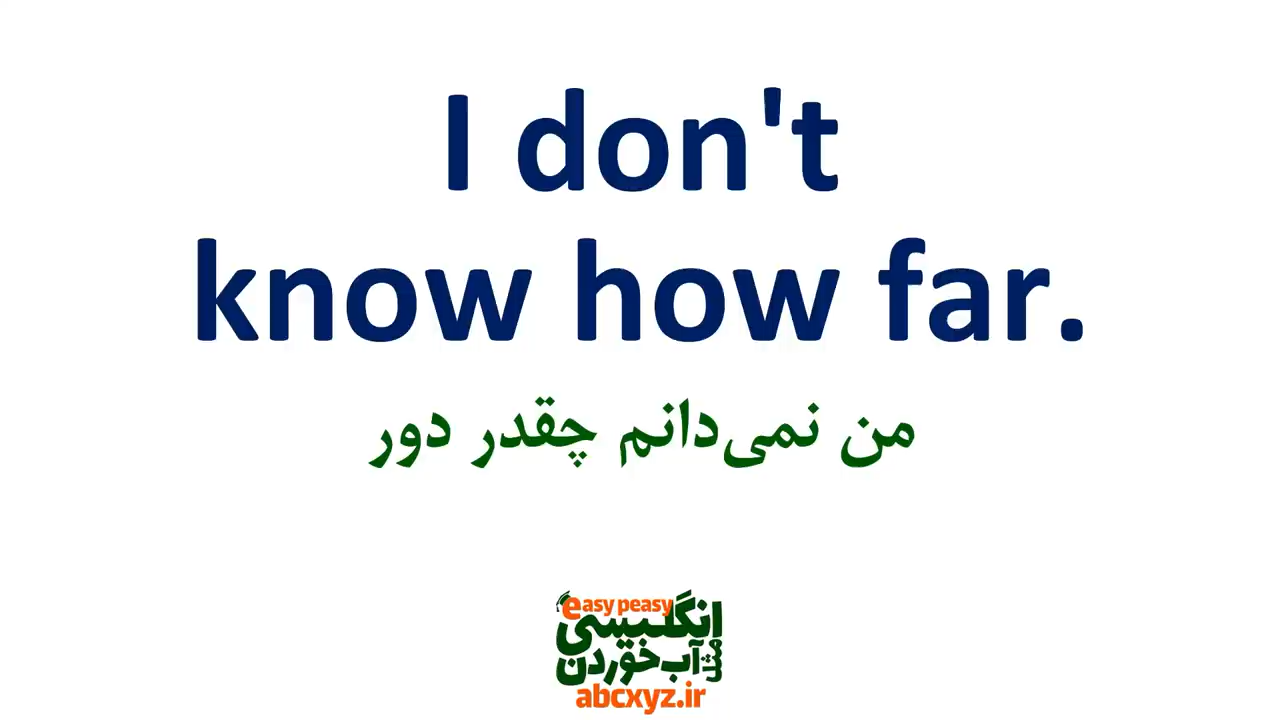 I don't
know how far.
من نمی‌دانم چقدر دور
easy peasy
انگلیسی
مثل آب خوردن
abcxyz.ir